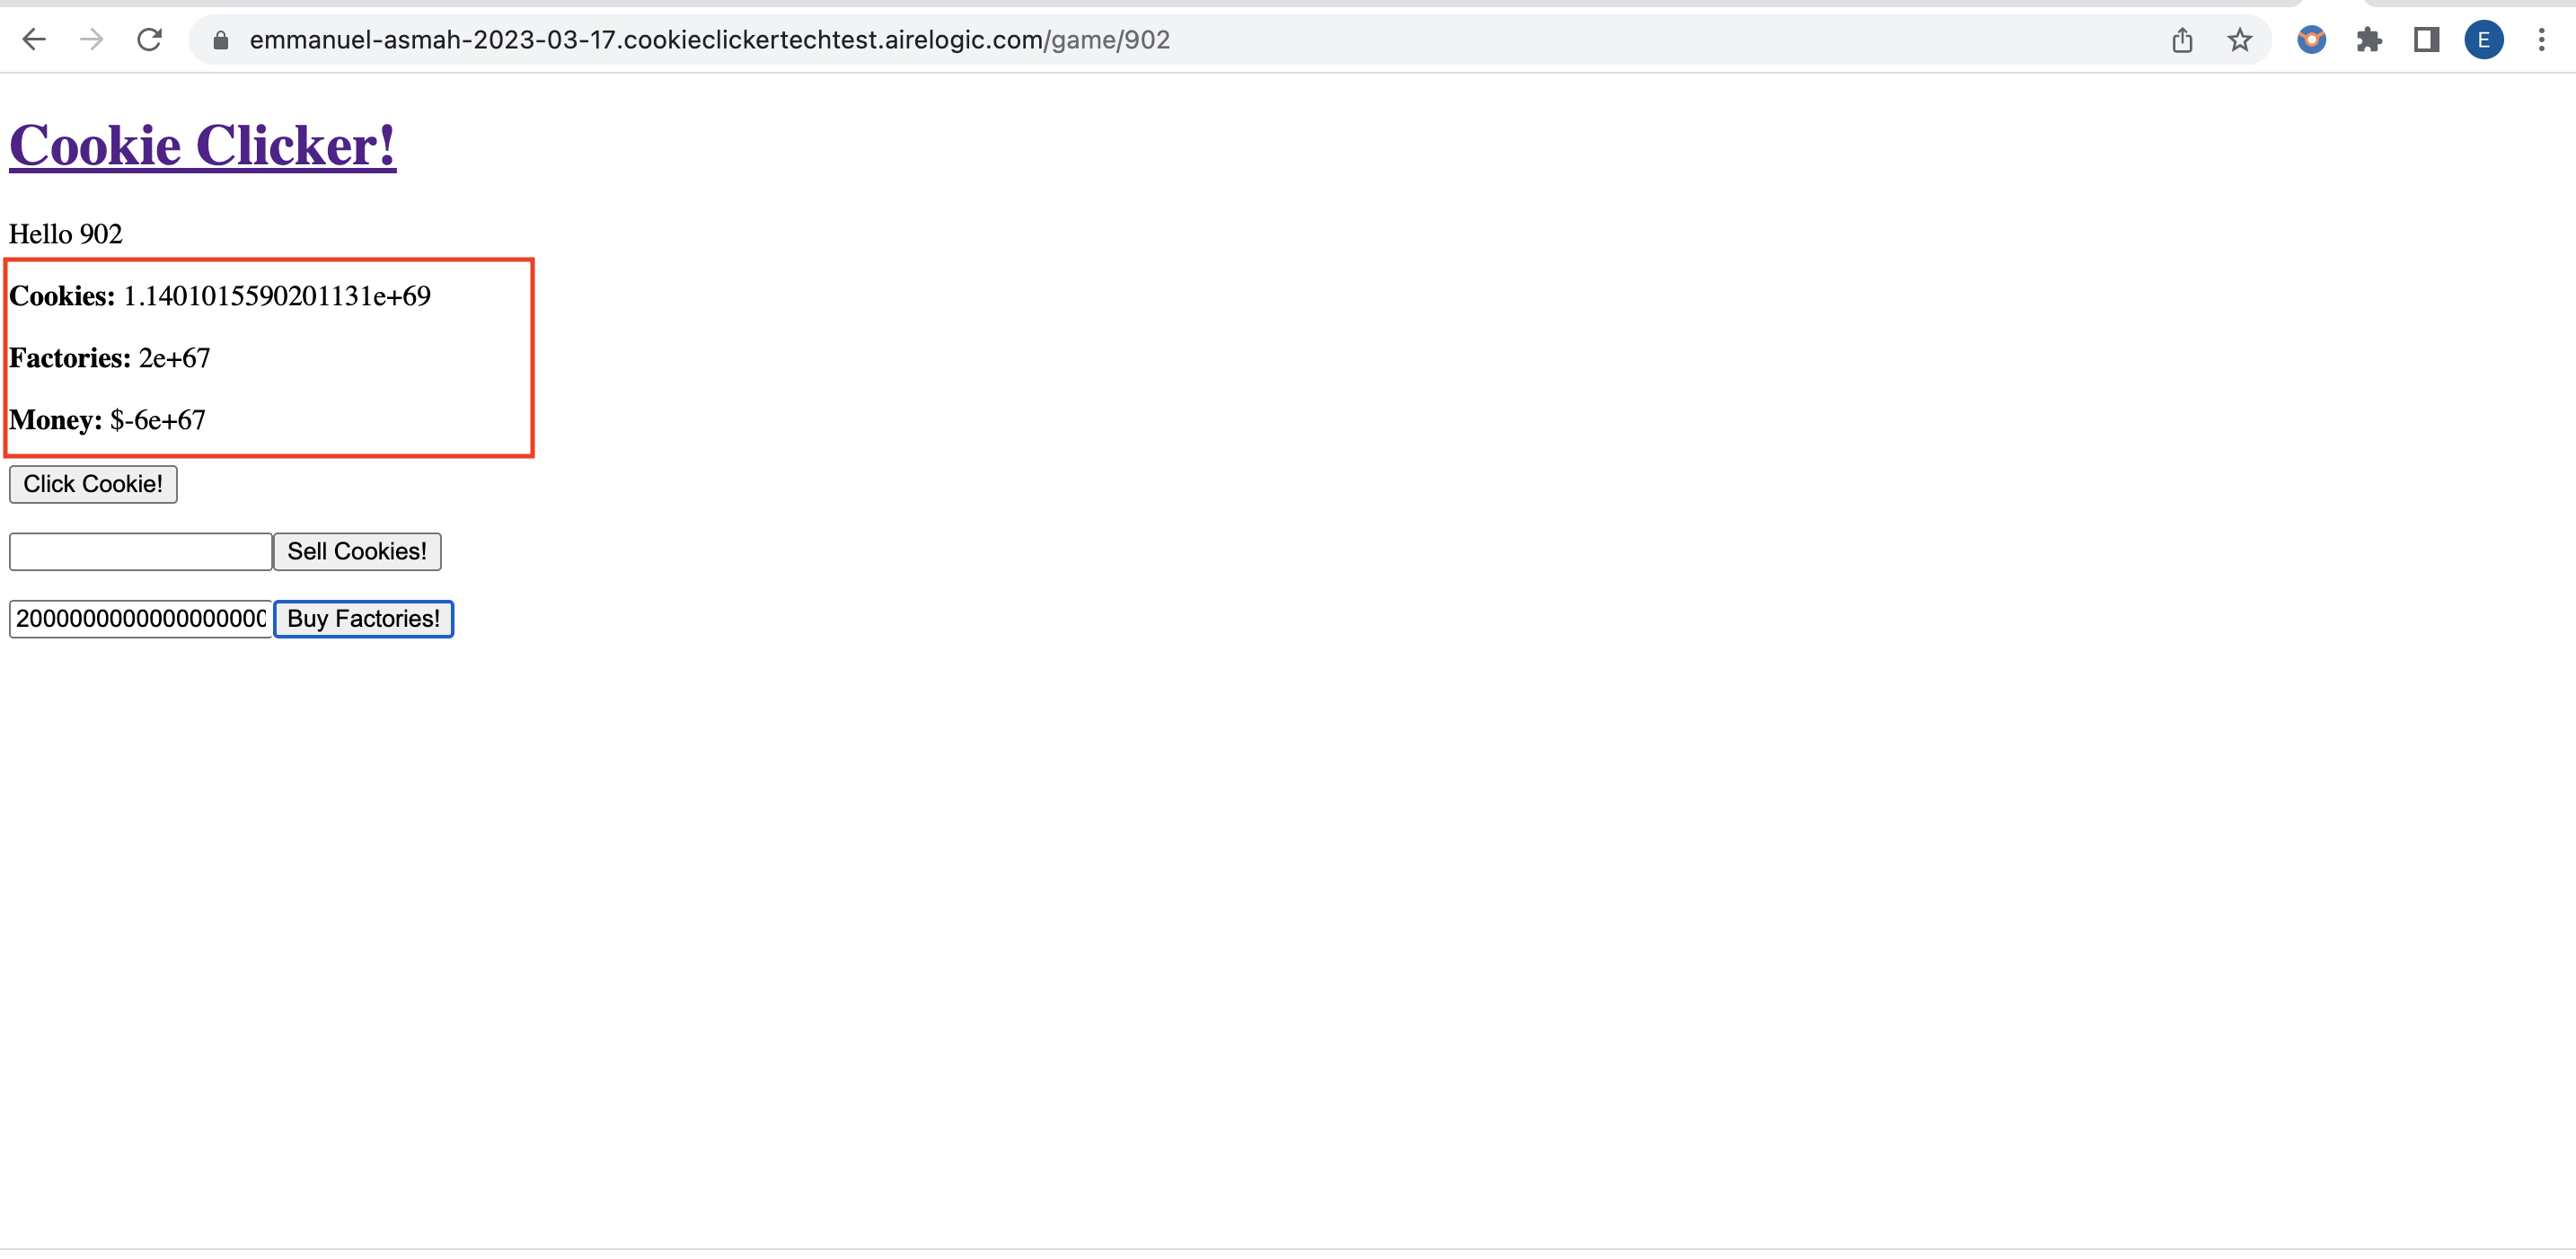 emmanuel-asmah-2023-03-17.cookieclickertechtest.airelogic.com/game/902
E
Cookie Clicker!
Hello 902
Cookies: 1.1401015590201131e+69
Factories: 2e+67
Money: $-6e+67
Click Cookie!
Sell Cookies!
2000000000000000000 Buy Factories!